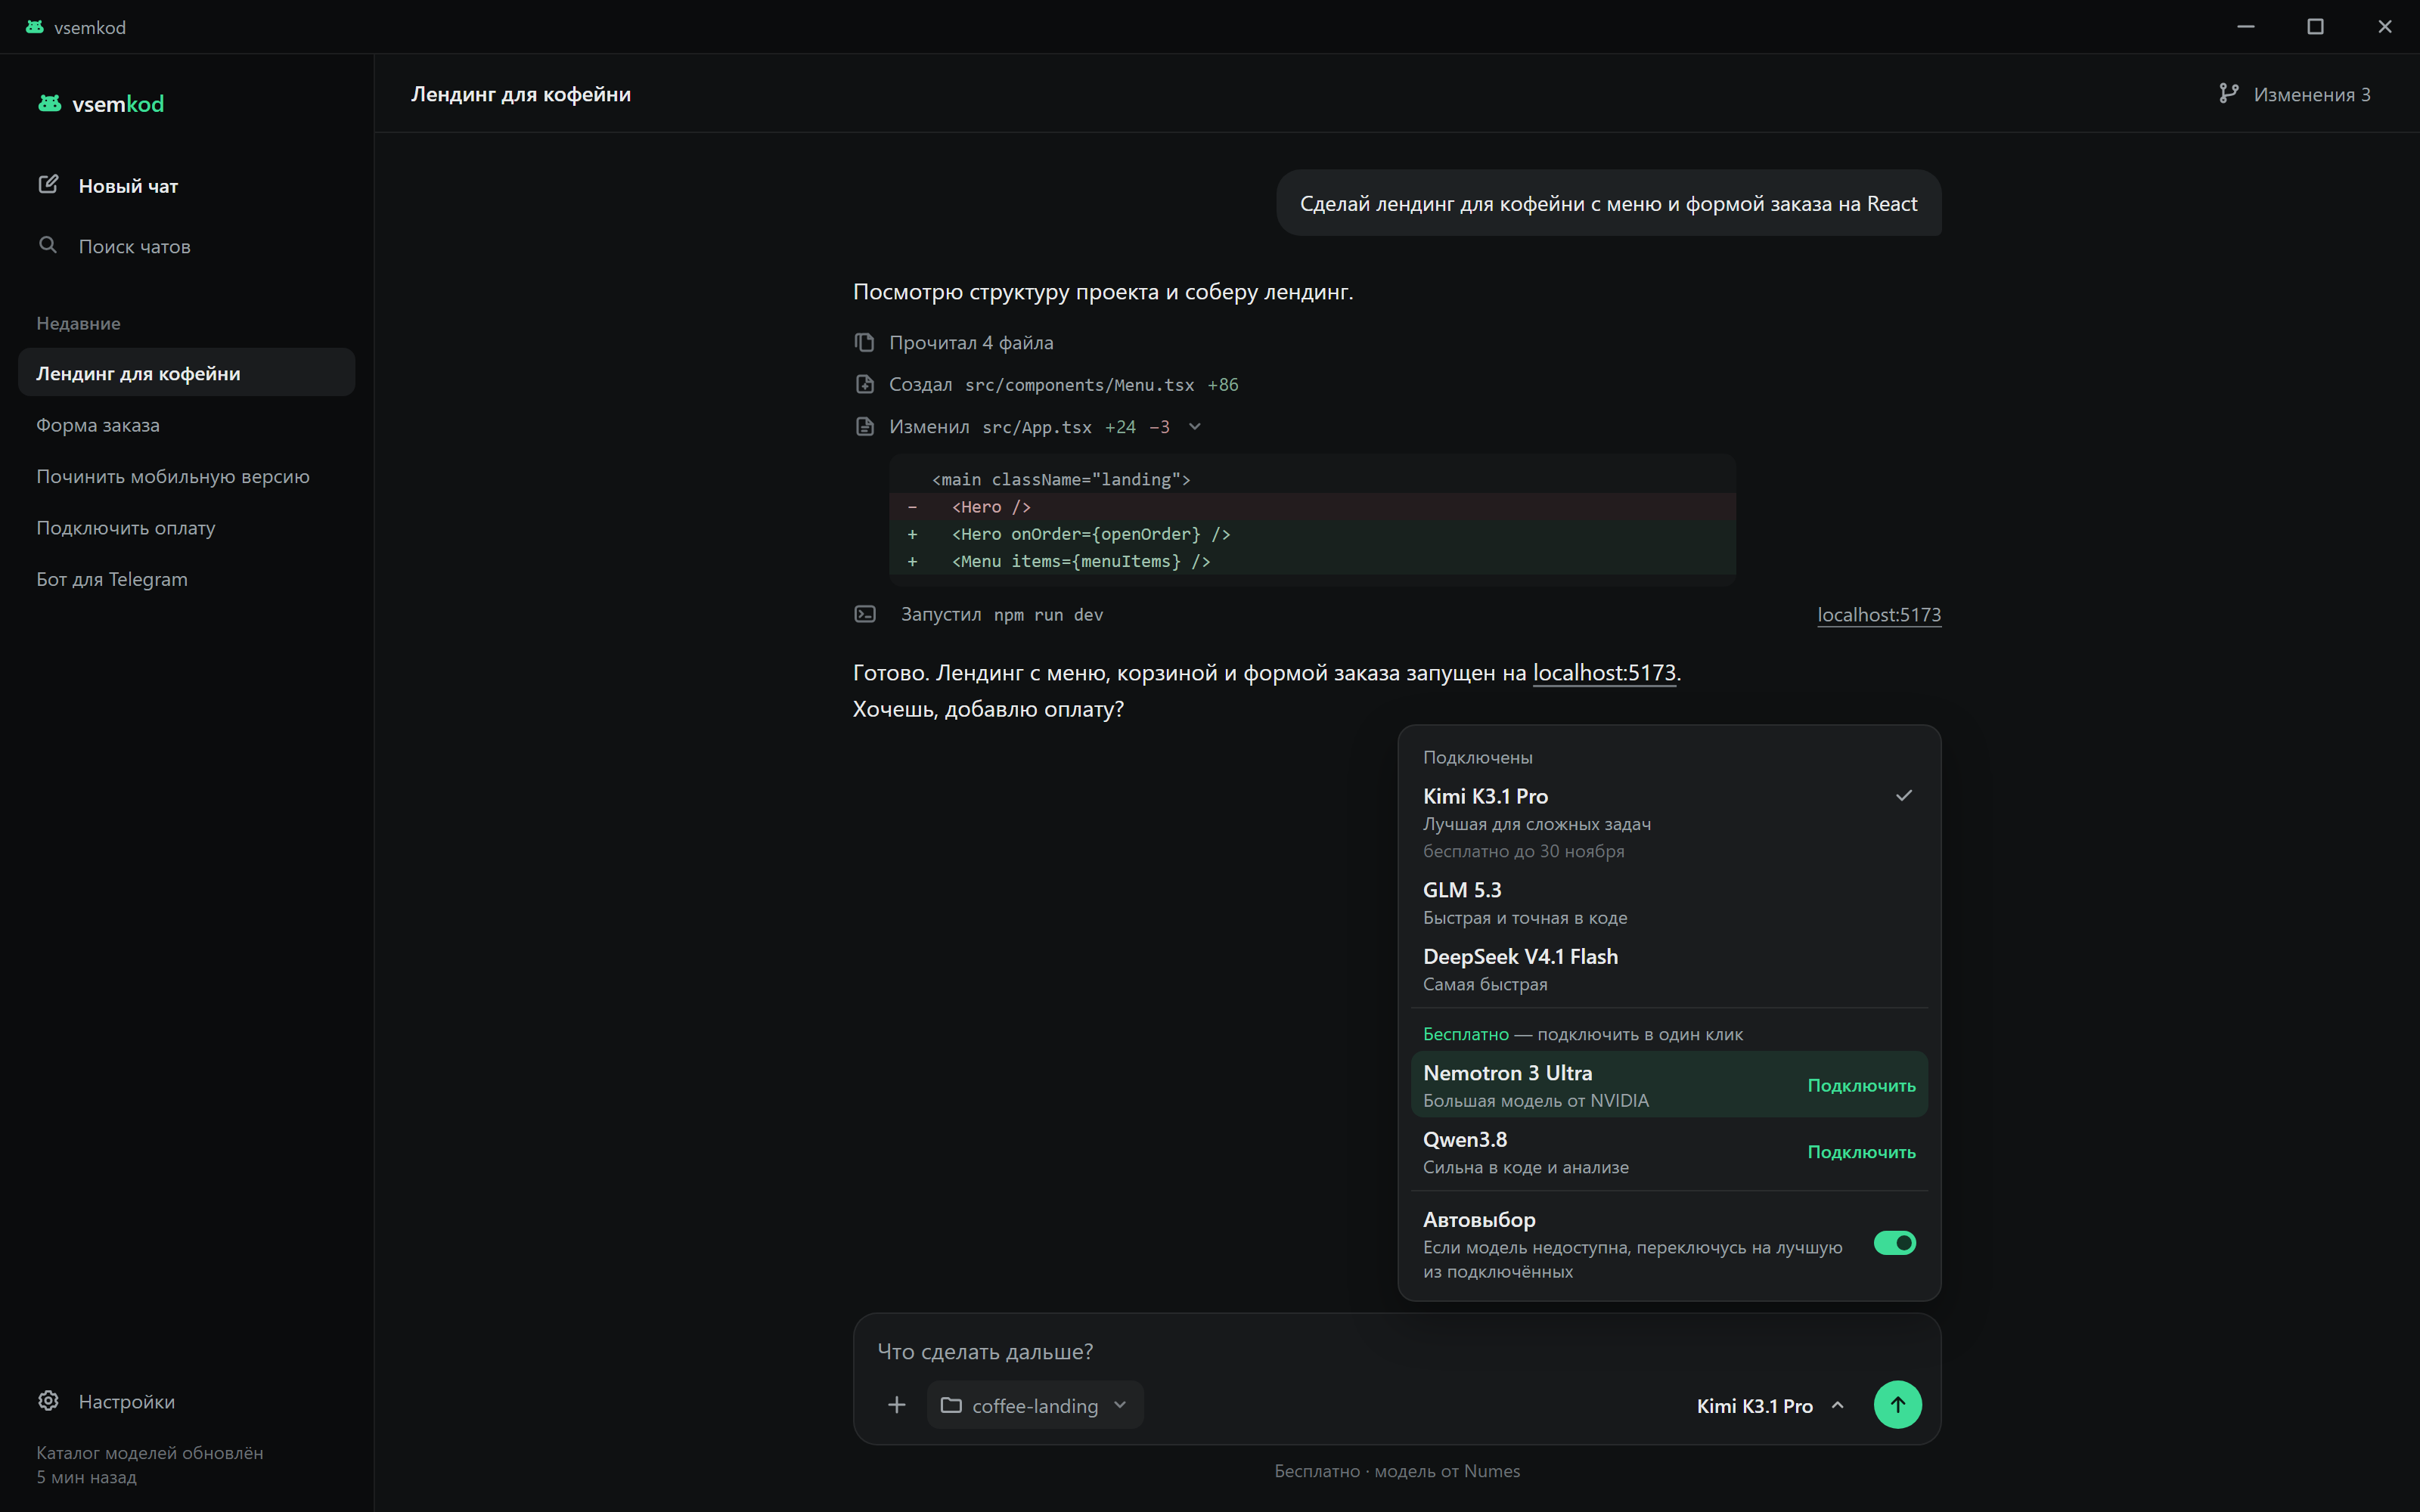 vsemkod
vsemkod
Новый чат
Поиск чатов
Недавние
Лендинг для кофейни
Форма заказа
Починить мобильную версию
Подключить оплату
Бот для Telegram
Настройки
Каталог моделей обновлён
5 мин назад
Лендинг для кофейни
Изменения 3
Сделай лендинг для кофейни с меню и формой заказа на React
Посмотрю структуру проекта и соберу лендинг.
Прочитал 4 файла
Создал src/components/Menu.tsx +86
Изменил src/App.tsx +24 −3
<main className="landing">
− <Hero />
+ <Hero onOrder={openOrder} />
+ <Menu items={menuItems} />
Запустил npm run dev localhost:5173
Готово. Лендинг с меню, корзиной и формой заказа запущен на localhost:5173.
Хочешь, добавлю оплату?
Подключены
Kimi K3.1 Pro
Лучшая для сложных задач
бесплатно до 30 ноября
GLM 5.3
Быстрая и точная в коде
DeepSeek V4.1 Flash
Самая быстрая
Бесплатно — подключить в один клик
Nemotron 3 Ultra
Большая модель от NVIDIA
Подключить
Qwen3.8
Сильна в коде и анализе
Подключить
Автовыбор
Если модель недоступна, переключусь на лучшую
из подключённых
Что сделать дальше?
coffee-landing
Kimi K3.1 Pro
Бесплатно · модель от Numes